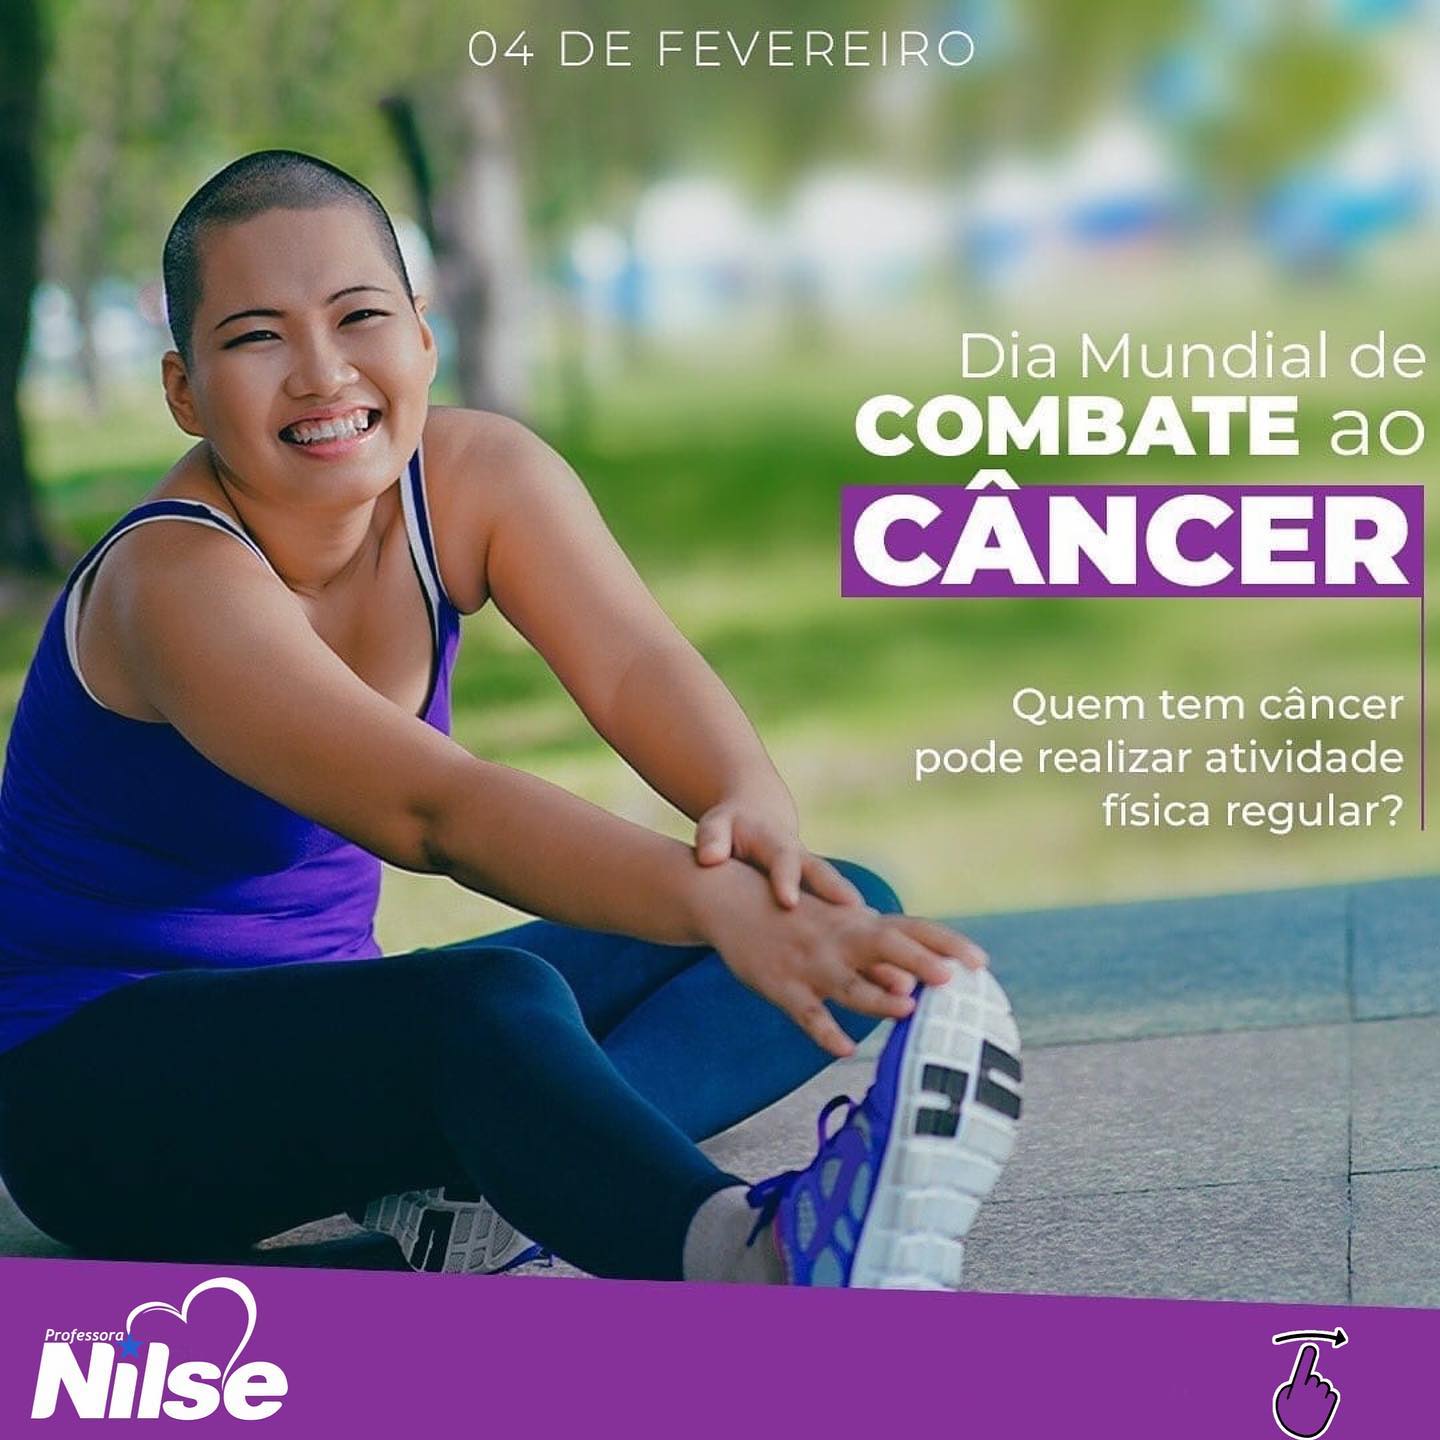 04 DE FEVEREIRO
Dia Mundial de
COMBATE ao
CÂNCER
Quem tem câncer
pode realizar atividade
física regular?
Professora
Nilse